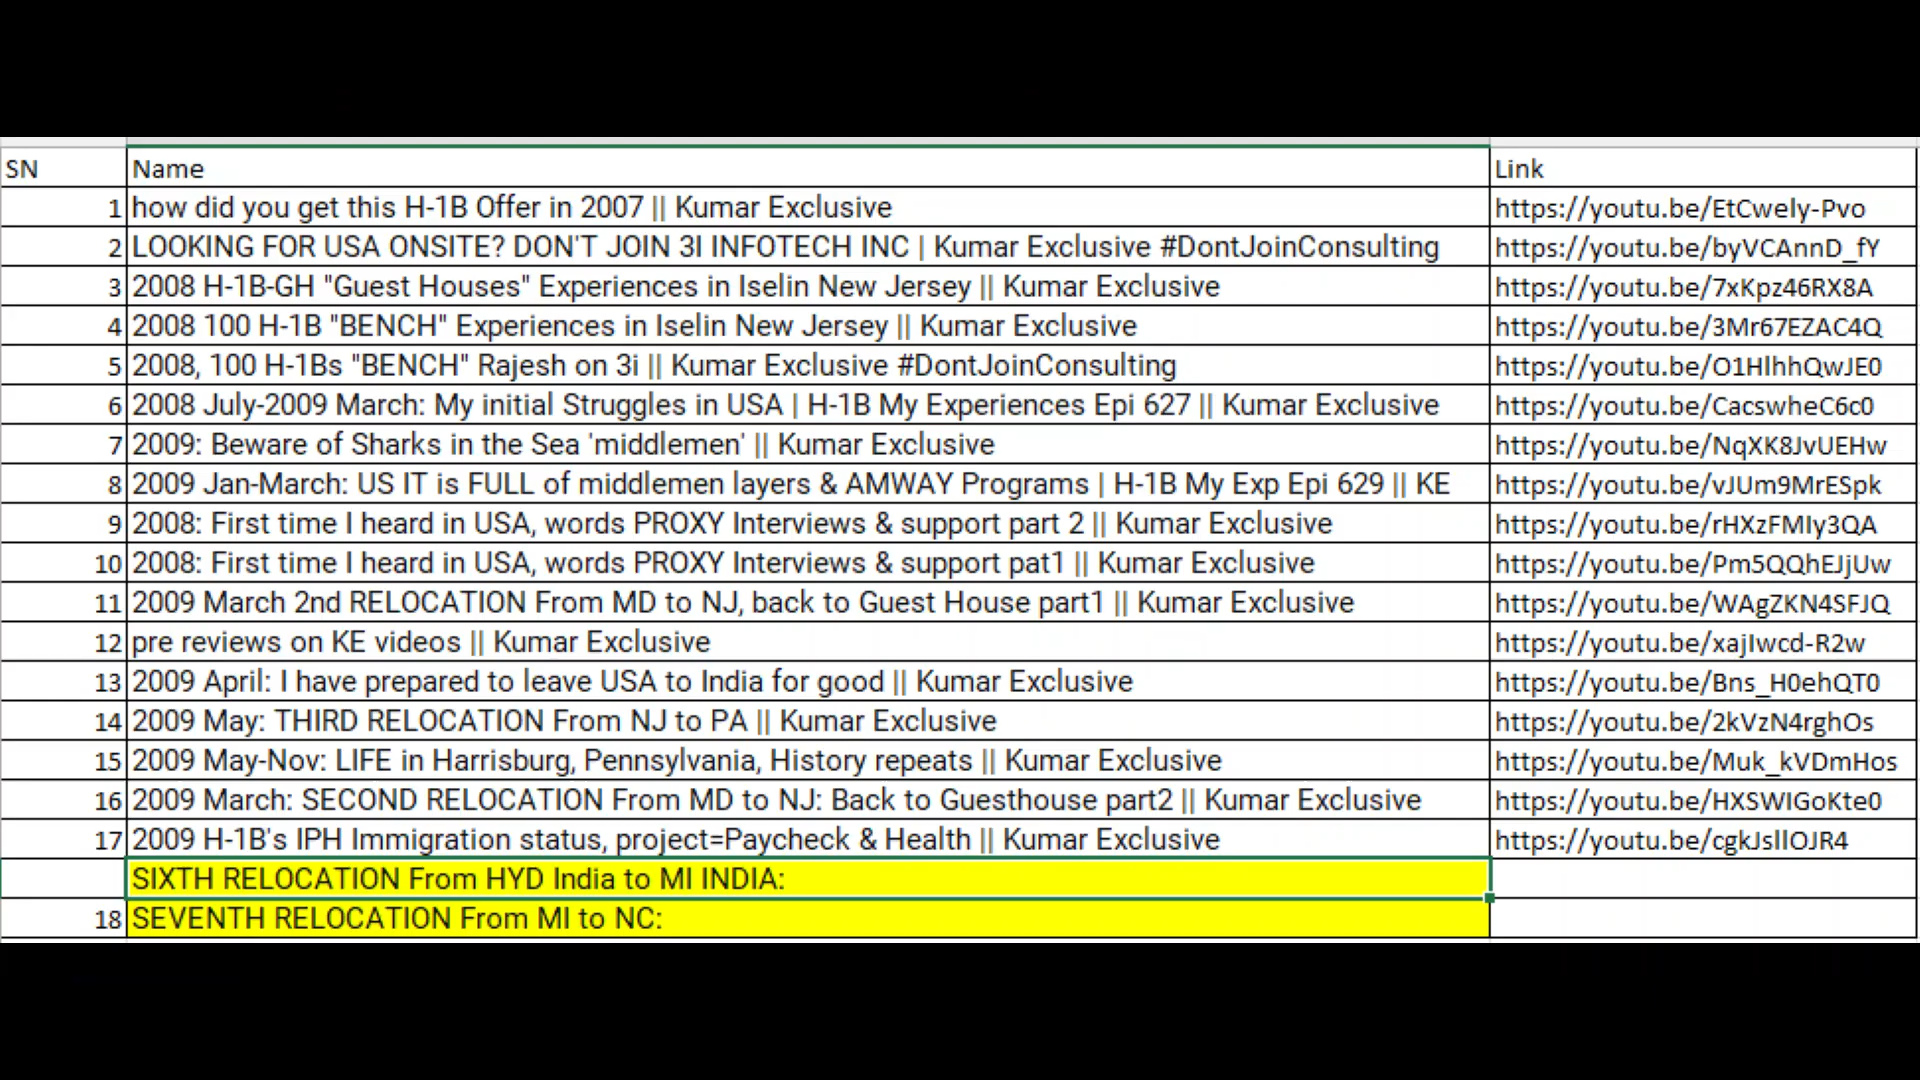 SN Name Link
1 how did you get this H-1B Offer in 2007 || Kumar Exclusive https://youtu.be/EtCwely-Pvo
2 LOOKING FOR USA ONSITE? DON'T JOIN 3I INFOTECH INC | Kumar Exclusive #DontJoinConsulting https://youtu.be/byVCAnnD_fY
3 2008 H-1B-GH "Guest Houses" Experiences in Iselin New Jersey || Kumar Exclusive https://youtu.be/7xKpz46RX8A
4 2008 100 H-1B "BENCH" Experiences in Iselin New Jersey || Kumar Exclusive https://youtu.be/3Mr67EZAC4Q
5 2008, 100 H-1Bs "BENCH" Rajesh on 3i || Kumar Exclusive #DontJoinConsulting https://youtu.be/O1HlhhQwJE0
6 2008 July-2009 March: My initial Struggles in USA | H-1B My Experiences Epi 627 || Kumar Exclusive https://youtu.be/CacswheC6c0
7 2009: Beware of Sharks in the Sea 'middlemen' || Kumar Exclusive https://youtu.be/NqXK8JvUEHw
8 2009 Jan-March: US IT is FULL of middlemen layers & AMWAY Programs | H-1B My Exp Epi 629 || KE https://youtu.be/vJUm9MrESpk
9 2008: First time I heard in USA, words PROXY Interviews & support part 2 || Kumar Exclusive https://youtu.be/rHXzFMIy3QA
10 2008: First time I heard in USA, words PROXY Interviews & support pat1 || Kumar Exclusive https://youtu.be/Pm5QQhEJjUw
11 2009 March 2nd RELOCATION From MD to NJ, back to Guest House part1 || Kumar Exclusive https://youtu.be/WAgZKN4SFJQ
12 pre reviews on KE videos || Kumar Exclusive https://youtu.be/xajIwcd-R2w
13 2009 April: I have prepared to leave USA to India for good || Kumar Exclusive https://youtu.be/Bns_H0ehQT0
14 2009 May: THIRD RELOCATION From NJ to PA || Kumar Exclusive https://youtu.be/2kVzN4rghOs
15 2009 May-Nov: LIFE in Harrisburg, Pennsylvania, History repeats || Kumar Exclusive https://youtu.be/Muk_kVDmHos
16 2009 March: SECOND RELOCATION From MD to NJ: Back to Guesthouse part2 || Kumar Exclusive https://youtu.be/HXSWIGoKte0
17 2009 H-1B's IPH Immigration status, project=Paycheck & Health || Kumar Exclusive https://youtu.be/cgkJsllOJR4
SIXTH RELOCATION From HYD India to MI INDIA:
18 SEVENTH RELOCATION From MI to NC: